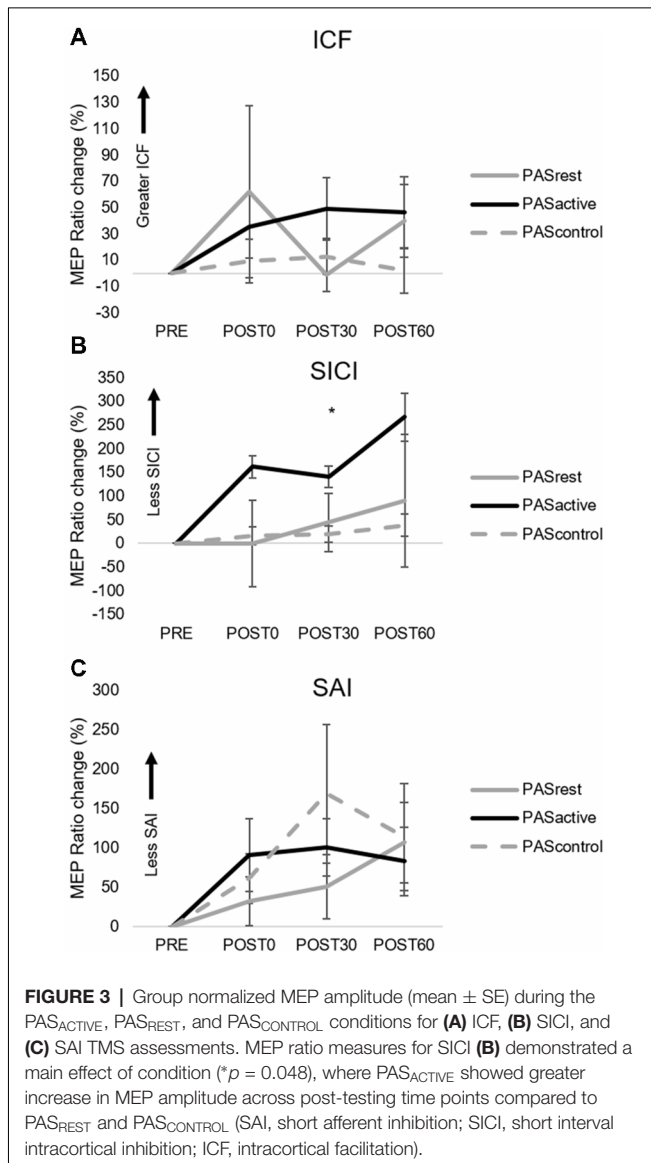 A
ICF
MEP Ratio change (%)
Greater ICF
150
130
110
90
70
50
30
10
-10
-30
PRE POST0 POST30 POST60
PASrest
PASactive
PAScontrol
B
SICI
MEP Ratio change (%)
Less SICI
350
300
250
200
150
100
50
0
-50
-100
-150
*
PRE POST0 POST30 POST60
PASrest
PASactive
PAScontrol
C
SAI
MEP Ratio change (%)
Less SAI
300
250
200
150
100
50
0
PRE POST0 POST30 POST60
PASrest
PASactive
PAScontrol
FIGURE 3 | Group normalized MEP amplitude (mean ± SE) during the
PASACTIVE, PASREST, and PASCONTROL conditions for (A) ICF, (B) SICI, and
(C) SAI TMS assessments. MEP ratio measures for SICI (B) demonstrated a
main effect of condition (*p = 0.048), where PASACTIVE showed greater
increase in MEP amplitude across post-testing time points compared to
PASREST and PASCONTROL (SAI, short afferent inhibition; SICI, short interval
intracortical inhibition; ICF, intracortical facilitation).